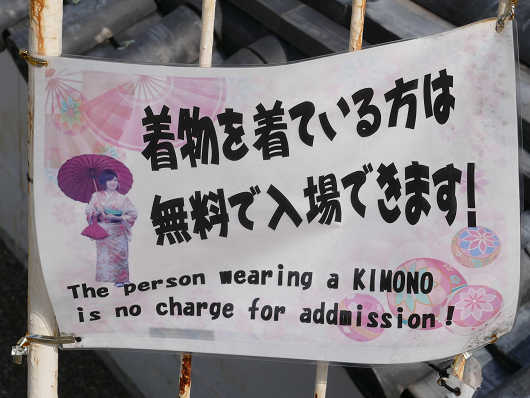 着物を着ている方は
無料で入場できます!
The person wearing a KIMONO
is no charge for addmission!